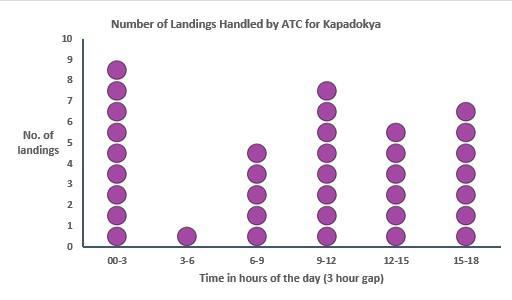 Number of Landings Handled by ATC for Kapadokya
10
9
8
7
6
5
4
3
2
1
0
No. of
landings
00-3 3-6 6-9 9-12 12-15 15-18
Time in hours of the day (3 hour gap)